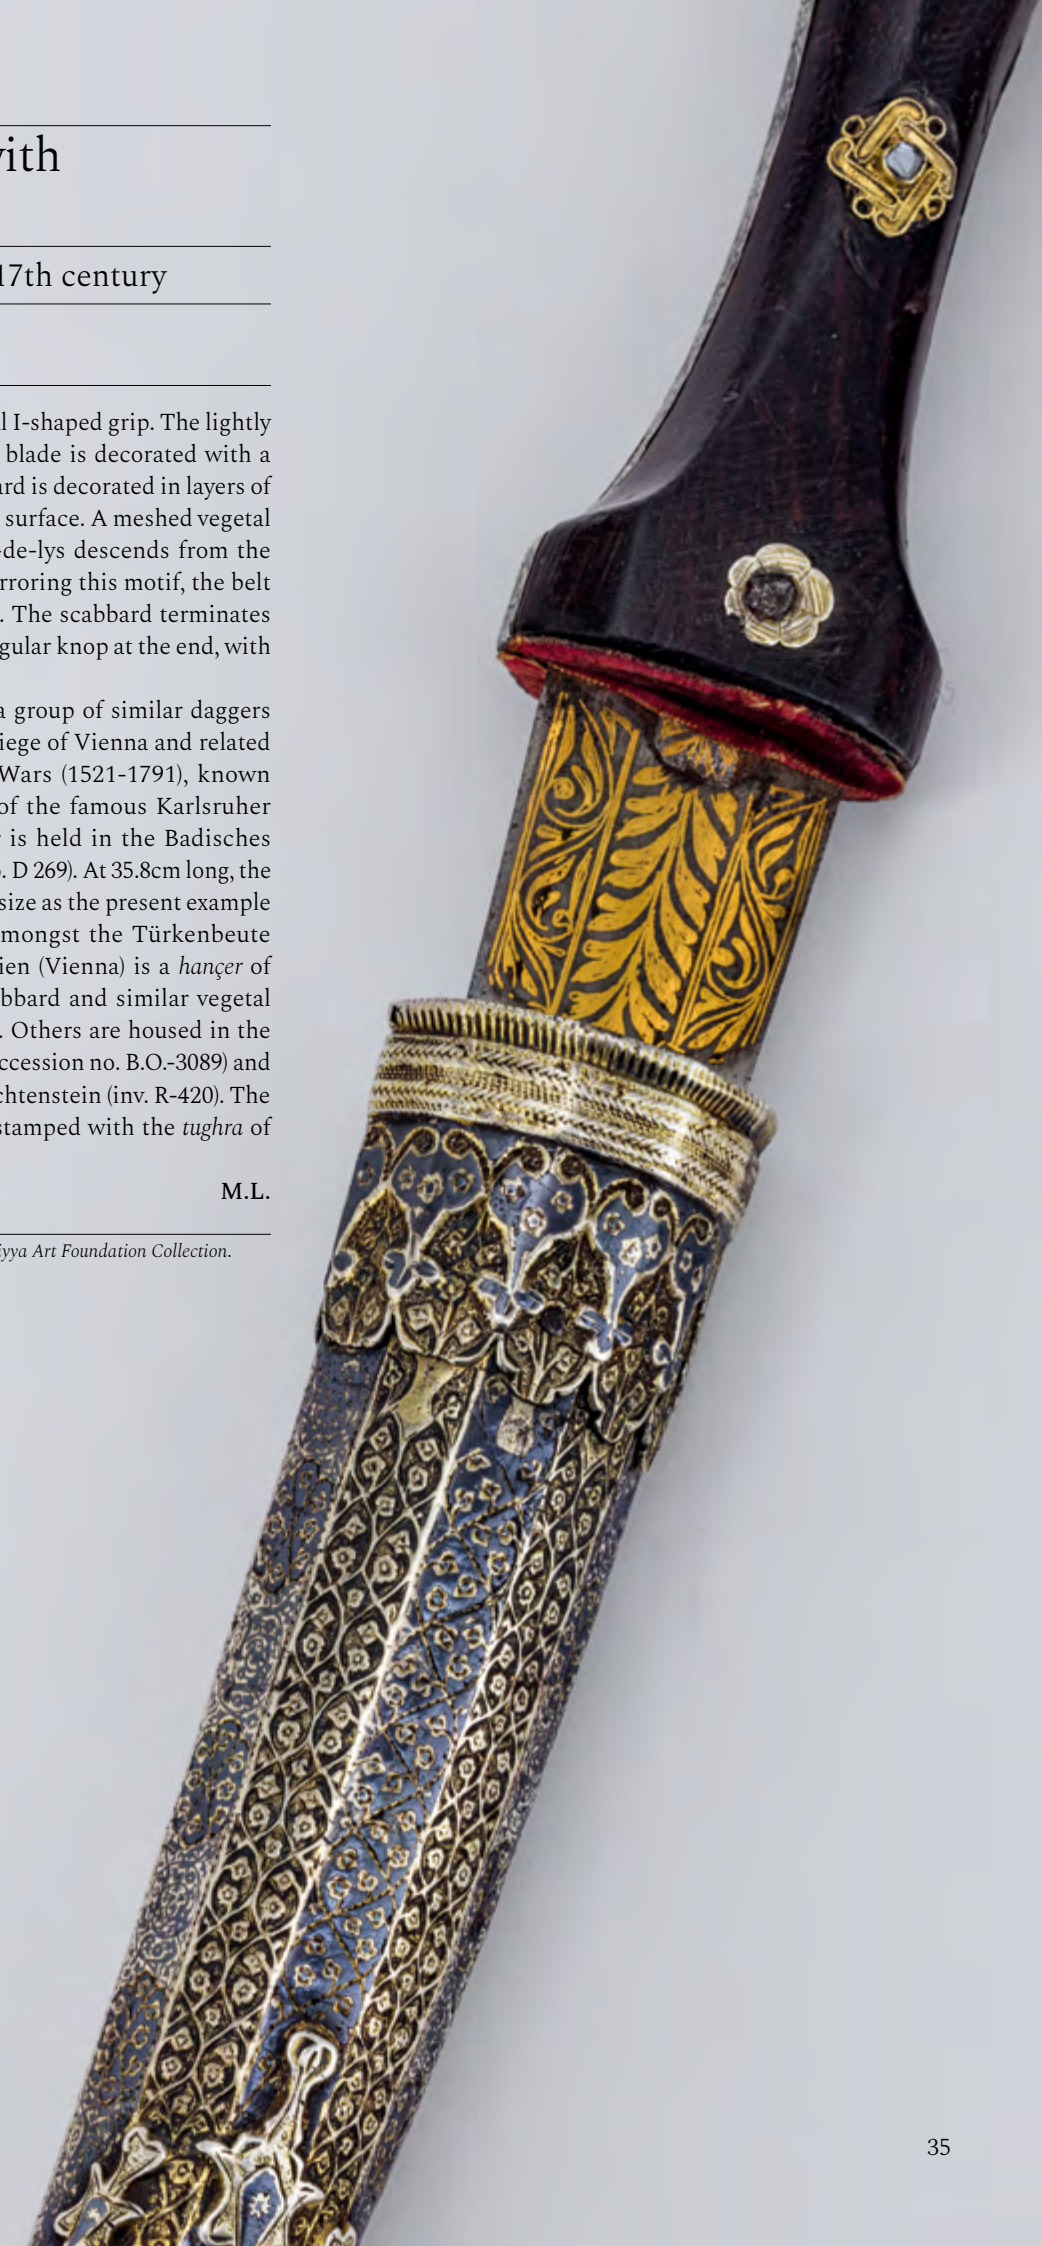 with
17th century
l I-shaped grip. The lightly
blade is decorated with a
ard is decorated in layers of
surface. A meshed vegetal
-de-lys descends from the
rroring this motif, the belt
. The scabbard terminates
gular knop at the end, with
a group of similar daggers
iege of Vienna and related
Wars (1521-1791), known
of the famous Karlsruher
r is held in the Badisches
. D 269). At 35.8cm long, the
size as the present example
mongst the Türkenbeute
ien (Vienna) is a hançer of
bbard and similar vegetal
. Others are housed in the
ccession no. B.O.-3089) and
chtenstein (inv. R-420). The
stamped with the tughra of
M.L.
iyya Art Foundation Collection.
35